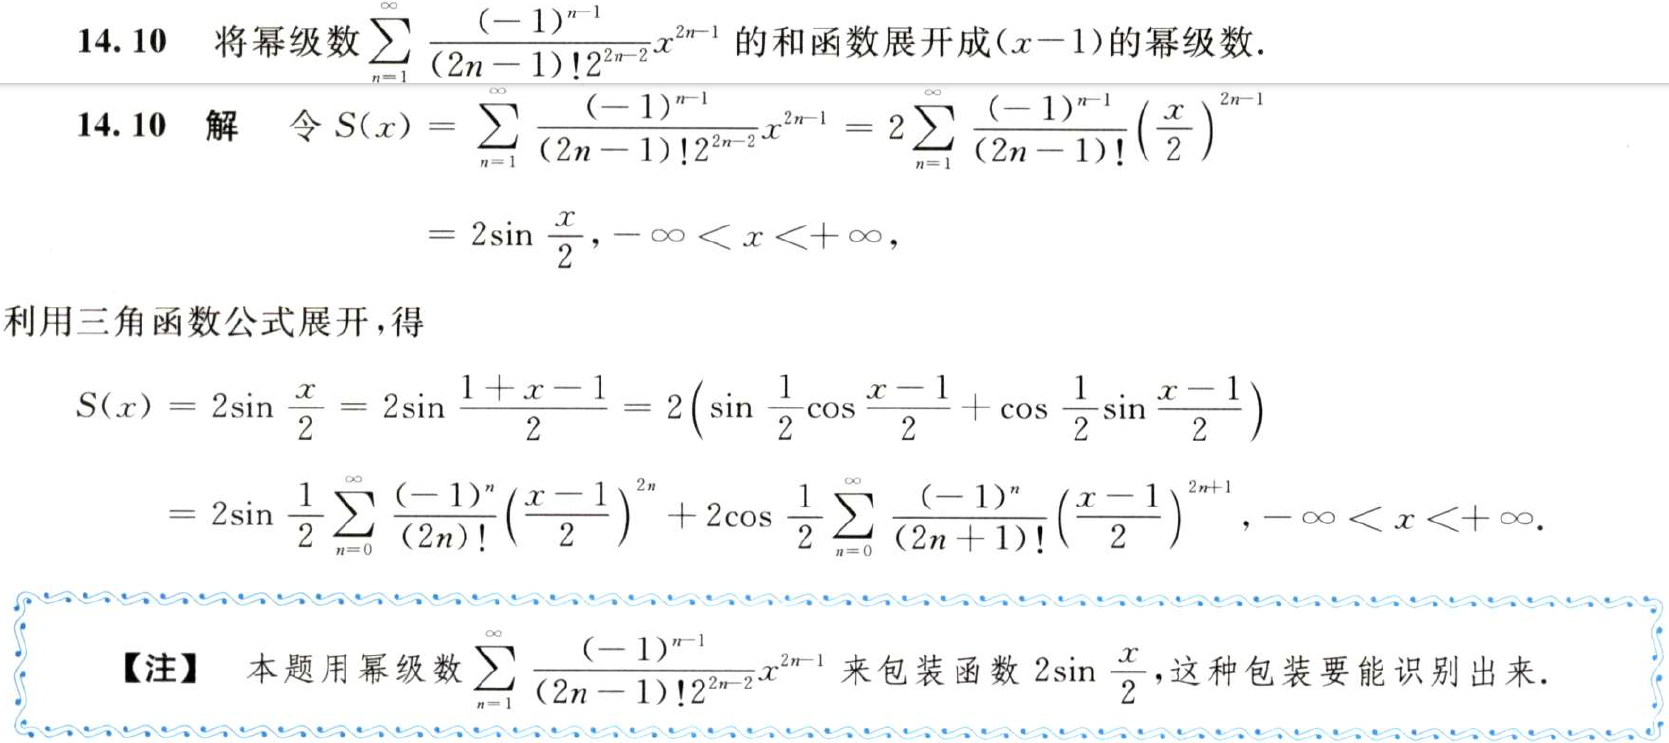 14.10 将幂级数$\sum_{n=1}^{\infty}\frac{(-1)^{n-1}}{(2n-1)!2^{2n-2}}x^{2n-1}$的和函数展开成(x-1)的幂级数.
14.10 解 令$S(x)=\sum_{n=1}^{\infty}\frac{(-1)^{n-1}}{(2n-1)!2^{2n-2}}x^{2n-1}=2\sum_{n=1}^{\infty}\frac{(-1)^{n-1}}{(2n-1)!}\left(\frac{x}{2}\right)^{2n-1}$
$=2\sin\frac{x}{2},-\infty<x<+\infty,$
利用三角函数公式展开,得
$S(x)=2\sin\frac{x}{2}=2\sin\frac{1+x-1}{2}=2\left(\sin\frac{1}{2}\cos\frac{x-1}{2}+\cos\frac{1}{2}\sin\frac{x-1}{2}\right)$
$=2\sin\frac{1}{2}\sum_{n=0}^{\infty}\frac{(-1)^n}{(2n)!}\left(\frac{x-1}{2}\right)^{2n}+2\cos\frac{1}{2}\sum_{n=0}^{\infty}\frac{(-1)^n}{(2n+1)!}\left(\frac{x-1}{2}\right)^{2n+1},-\infty<x<+\infty.$
【注】 本题用幂级数$\sum_{n=1}^{\infty}\frac{(-1)^{n-1}}{(2n-1)!2^{2n-2}}x^{2n-1}$来包装函数$2\sin\frac{x}{2}$,这种包装要能识别出来.